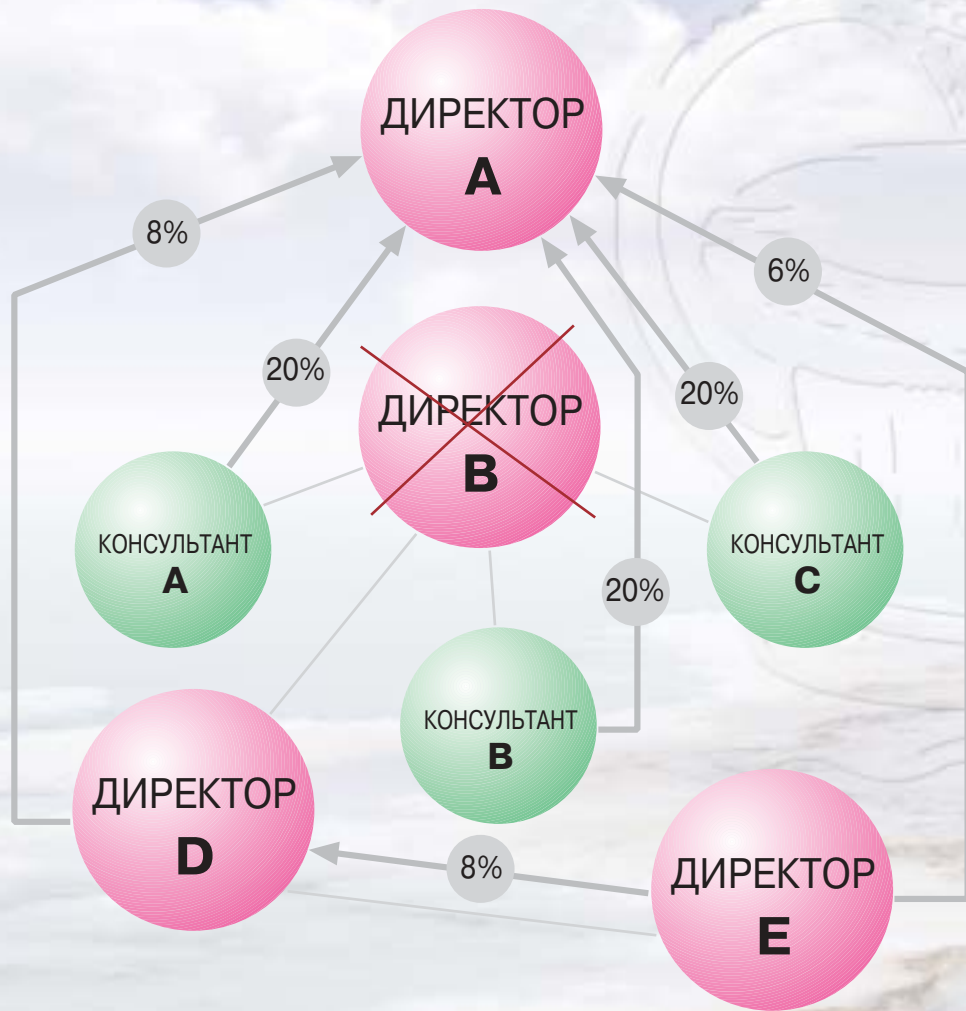 ДИРЕКТОР
A
8%
6%
20%
20%
ДИРЕКТОР
B
КОНСУЛЬТАНТ
A
КОНСУЛЬТАНТ
C
20%
КОНСУЛЬТАНТ
B
ДИРЕКТОР
D
8%
ДИРЕКТОР
E